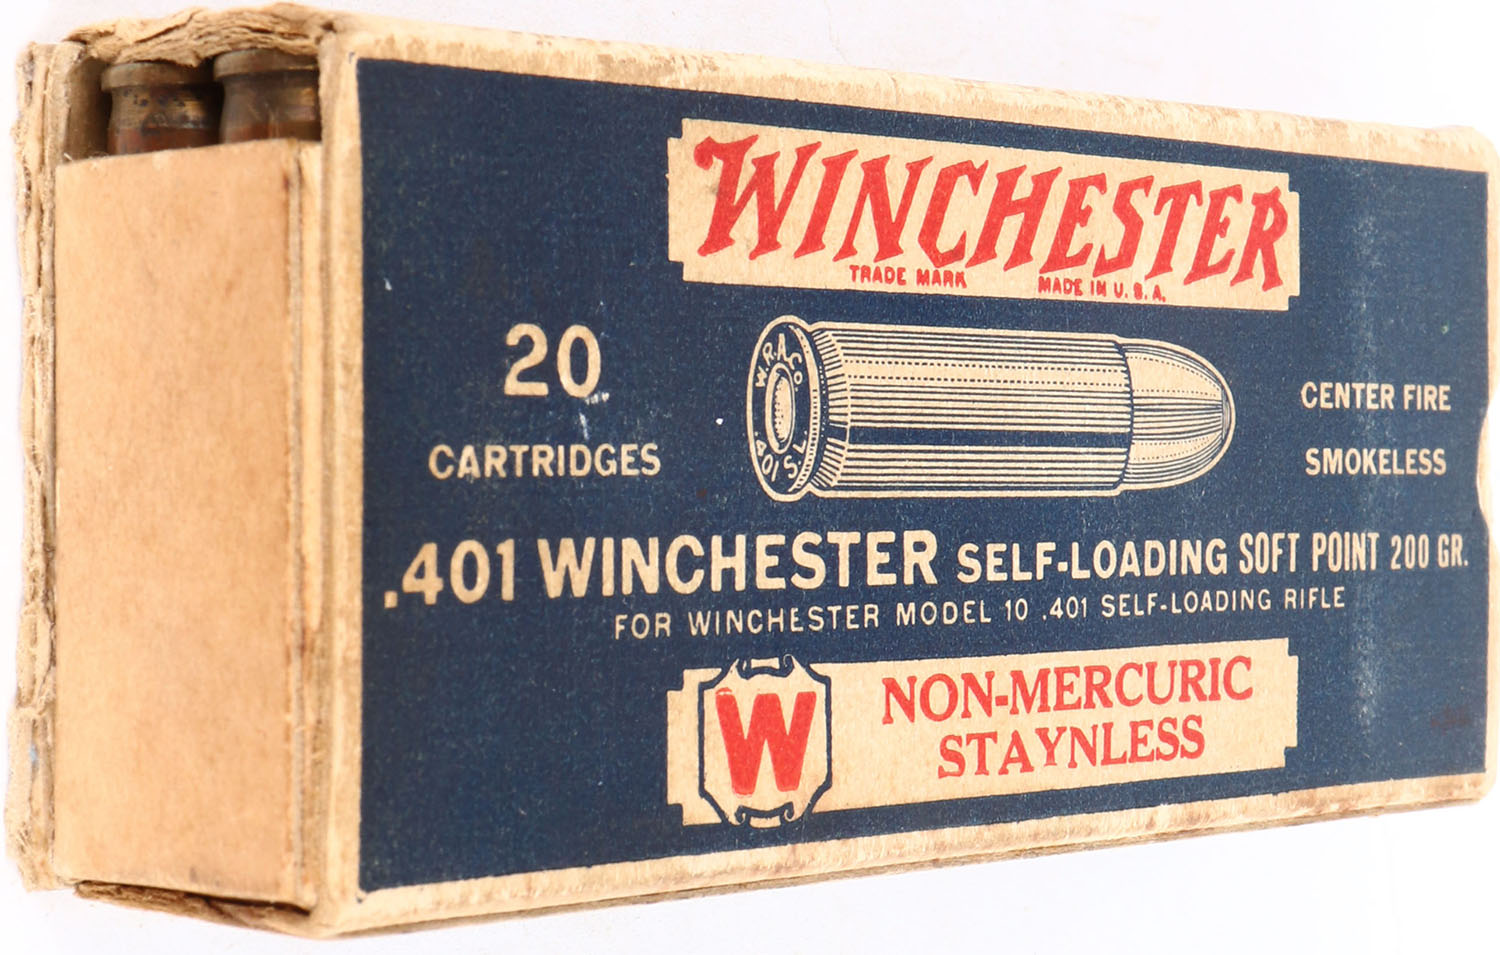 WINCHESTER
TRADE MARK MADE IN U.S.A.
W.R.A.Co.
.401 S.L.
20
CARTRIDGES
CENTER FIRE
SMOKELESS
.401 WINCHESTER SELF-LOADING SOFT POINT 200 GR.
FOR WINCHESTER MODEL 10 .401 SELF-LOADING RIFLE
W
NON-MERCURIC
STAYNLESS